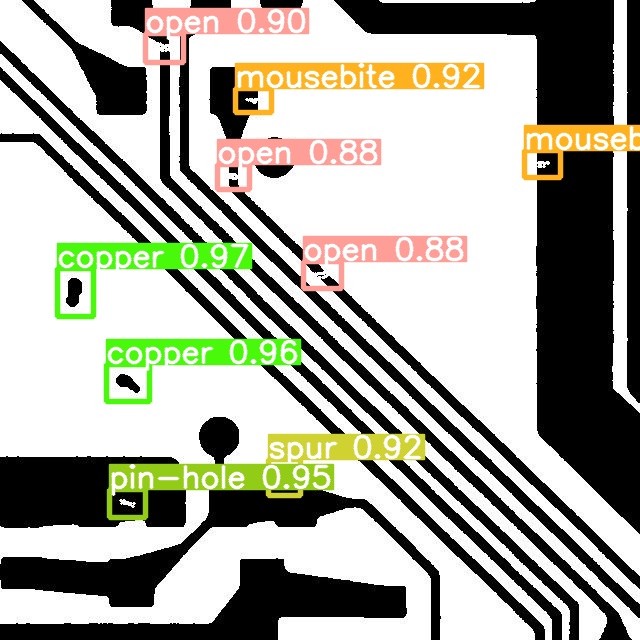 open 0.90
mousebite 0.92
mouseb
open 0.88
open 0.88
copper 0.97
copper 0.96
spur 0.92
pin-hole 0.95